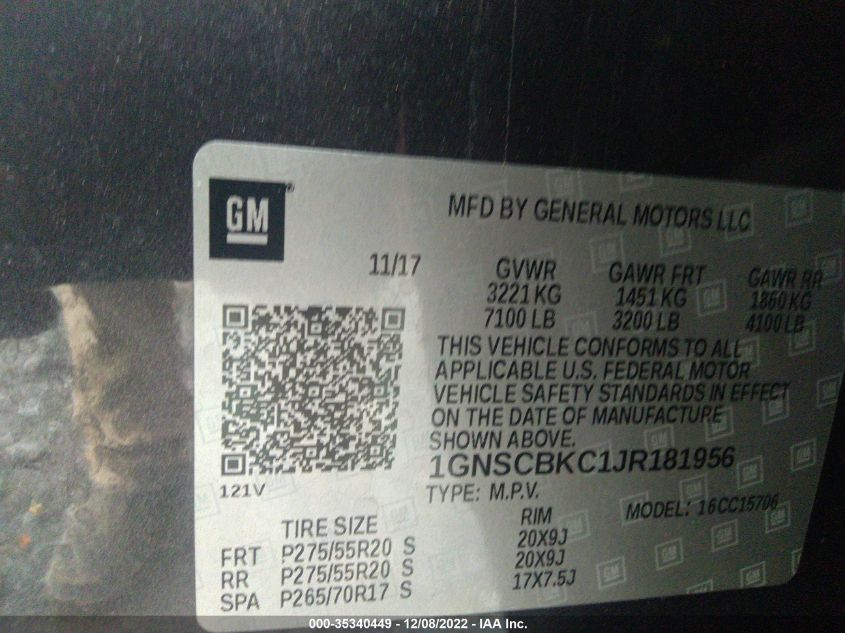 GM
MFD BY GENERAL MOTORS LLC
11/17
GVWR GAWR FRT GAWR RR
3221 KG 1451 KG 1860 KG
7100 LB 3200 LB 4100 LB
THIS VEHICLE CONFORMS TO ALL
APPLICABLE U.S. FEDERAL MOTOR
VEHICLE SAFETY STANDARDS IN EFFECT
ON THE DATE OF MANUFACTURE
SHOWN ABOVE.
1GNSCBKC1JR181956
121V
TYPE: M.P.V. MODEL: 16CC15706
TIRE SIZE RIM
FRT P275/55R20 S 20X9J
RR P275/55R20 S 20X9J
SPA P265/70R17 S 17X7.5J
000-35340449 - 12/08/2022 - IAA Inc.